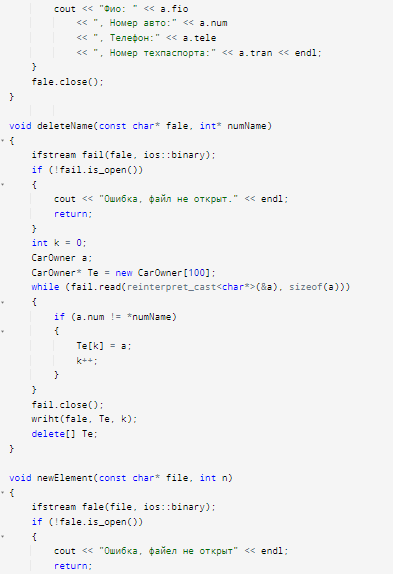 cout << "Фио: " << a.fio
<< ", Номер авто:" << a.num
<< ", Телефон:" << a.tele
<< ", Номер техпаспорта:" << a.tran << endl;
}
fale.close();
}
void deleteName(const char* fale, int* numName)
{
ifstream fail(fale, ios::binary);
if (!fail.is_open())
{
cout << "Ошибка, файл не открыт." << endl;
return;
}
int k = 0;
CarOwner a;
CarOwner* Te = new CarOwner[100];
while (fail.read(reinterpret_cast<char*>(&a), sizeof(a)))
{
if (a.num != *numName)
{
Te[k] = a;
k++;
}
}
fail.close();
wriht(fale, Te, k);
delete[] Te;
}
void newElement(const char* file, int n)
{
ifstream fale(file, ios::binary);
if (!fale.is_open())
{
cout << "Ошибка, файел не открыт" << endl;
return;